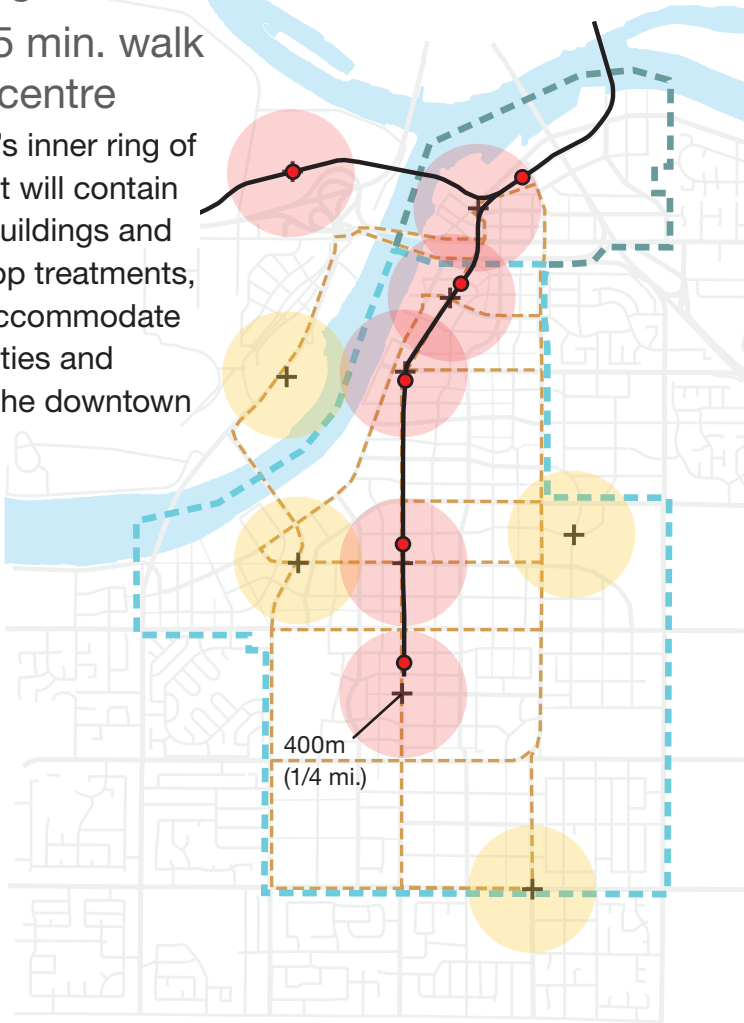 5 min. walk
centre
's inner ring of
t will contain
uildings and
op treatments,
ccommodate
ties and
he downtown
400m
(1/4 mi.)